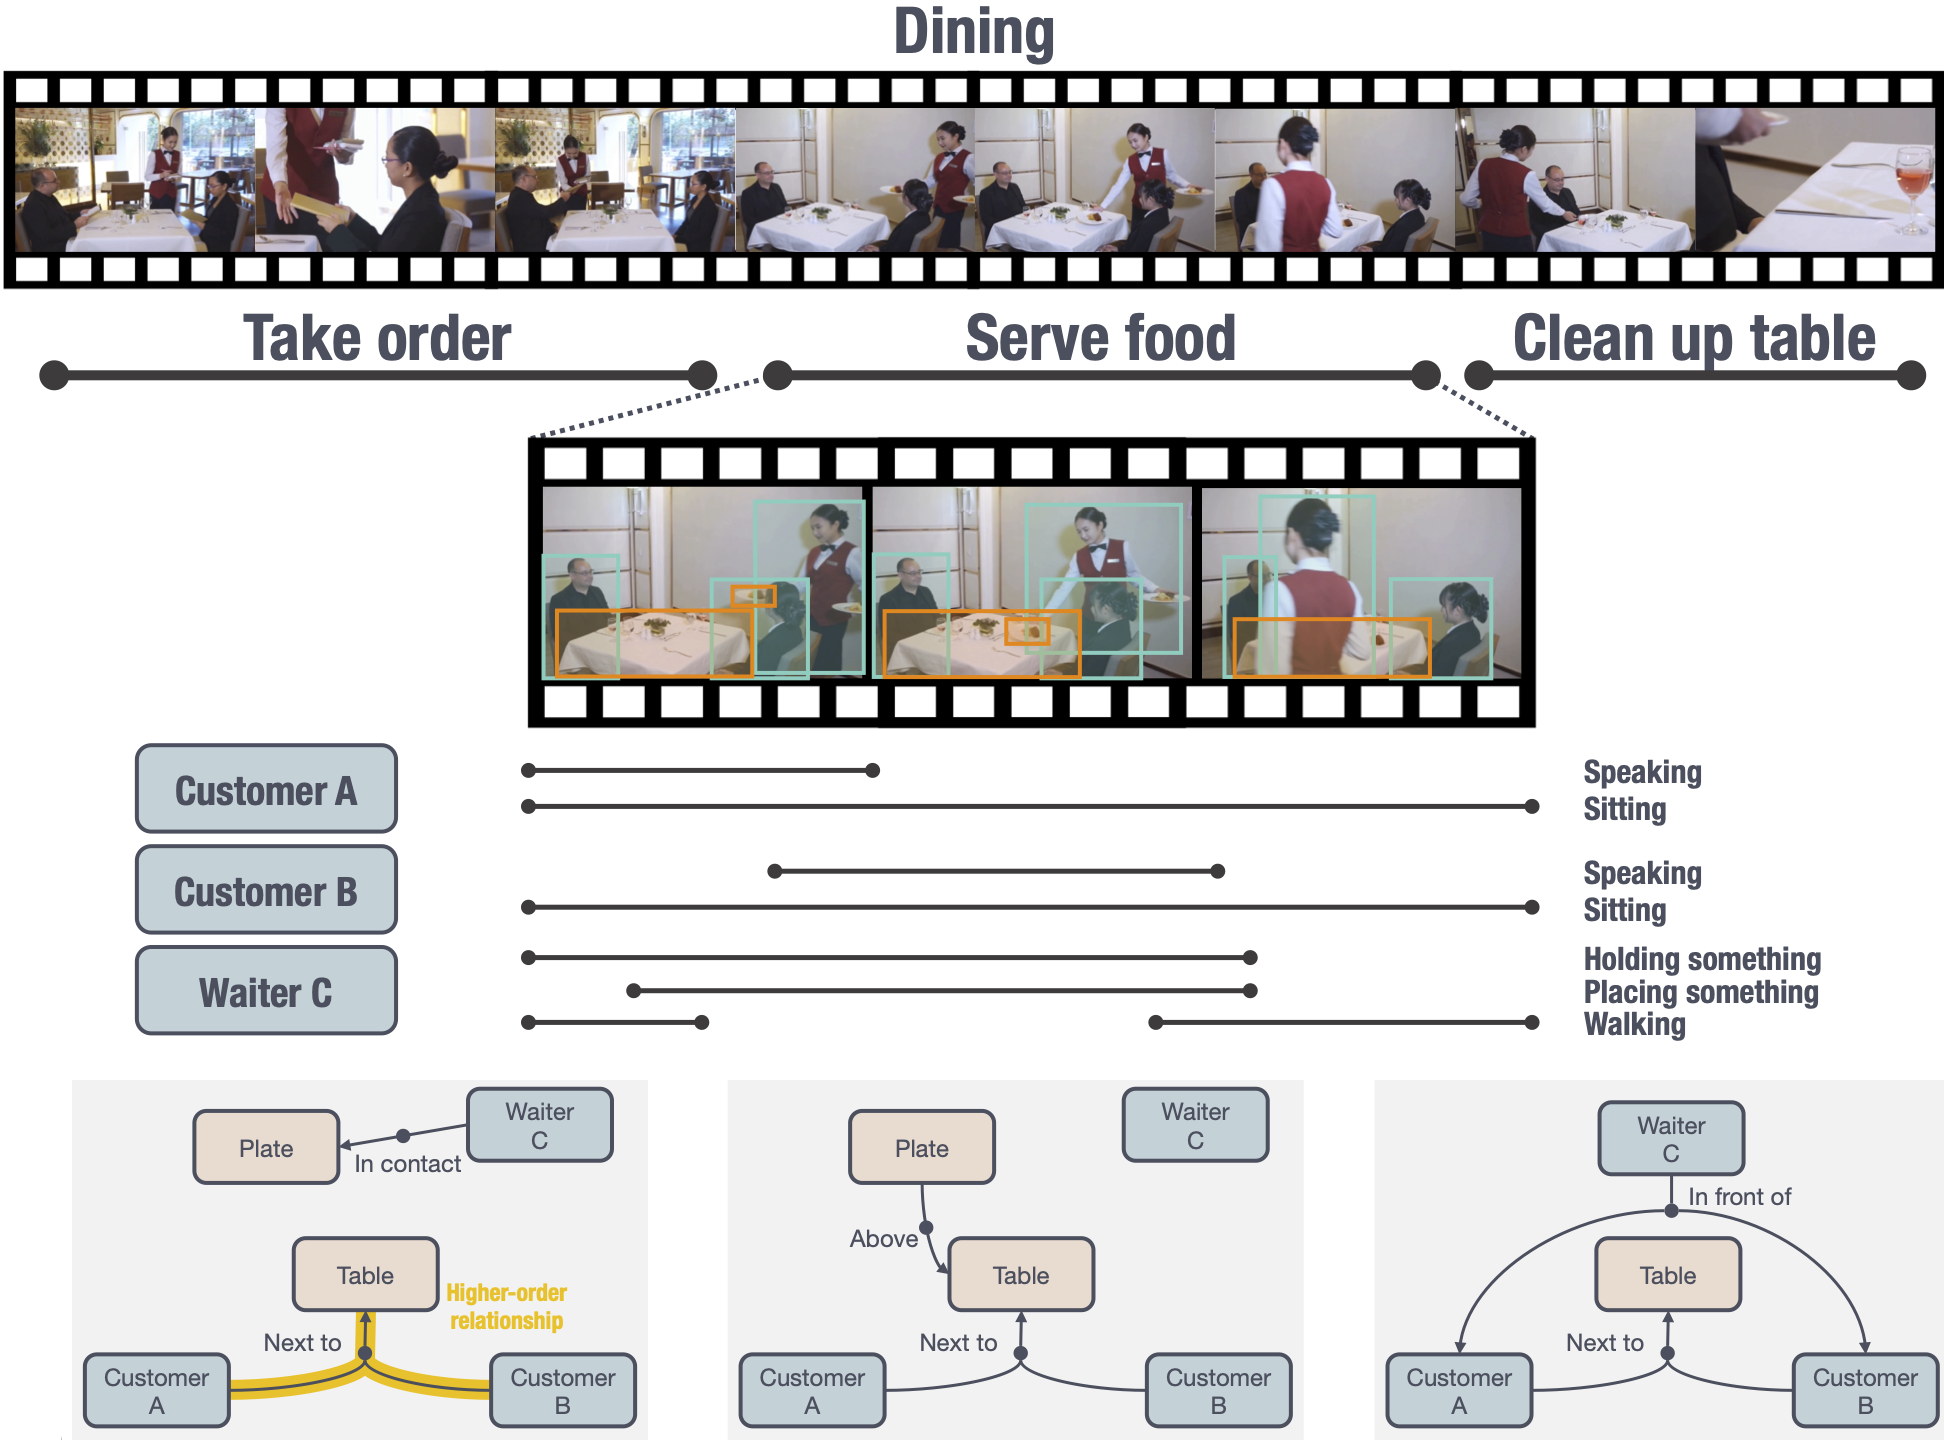 Dining
Take order
Serve food
Clean up table
Customer A
Speaking
Sitting
Customer B
Speaking
Sitting
Waiter C
Holding something
Placing something
Walking
Plate
Waiter
C
In contact
Table
Higher-order
relationship
Next to
Customer
A
Customer
B
Plate
Waiter
C
Above
Table
Next to
Customer
A
Customer
B
Waiter
C
In front of
Table
Next to
Customer
A
Customer
B